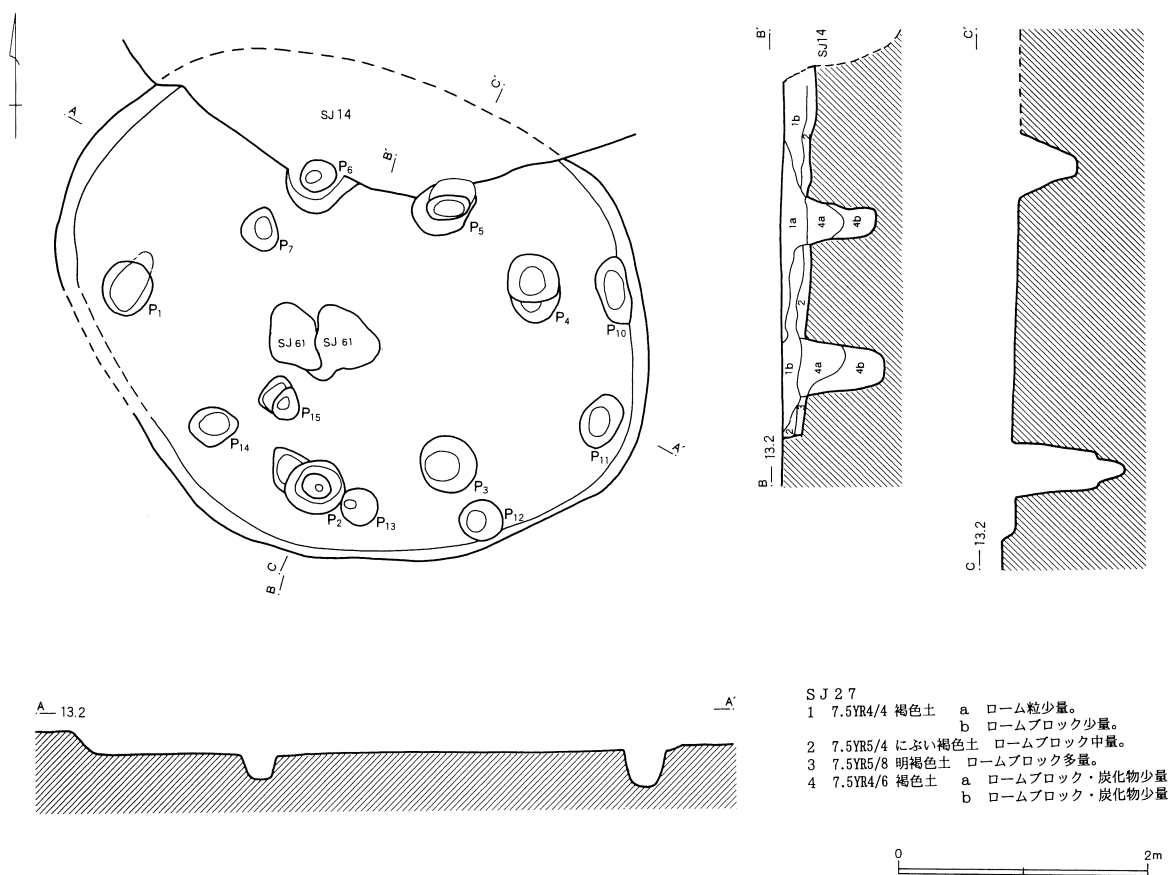 A
A'
B
B'
C
C'
SJ14
P6
P5
P7
P1
P4
P10
SJ61
SJ61
P15
P14
P11
P3
P2
P13
P12
B'
SJ14
1b
2
1a
4a
4b
2
1b
4a
4b
3
2
B 13.2
C'
C 13.2
A 13.2
A'
SJ27
1 7.5YR4/4 褐色土 a ローム粒少量。
b ロームブロック少量。
2 7.5YR5/4 にぶい褐色土 ロームブロック中量。
3 7.5YR5/8 明褐色土 ロームブロック多量。
4 7.5YR4/6 褐色土 a ロームブロック・炭化物少量
b ロームブロック・炭化物少量
0 2m